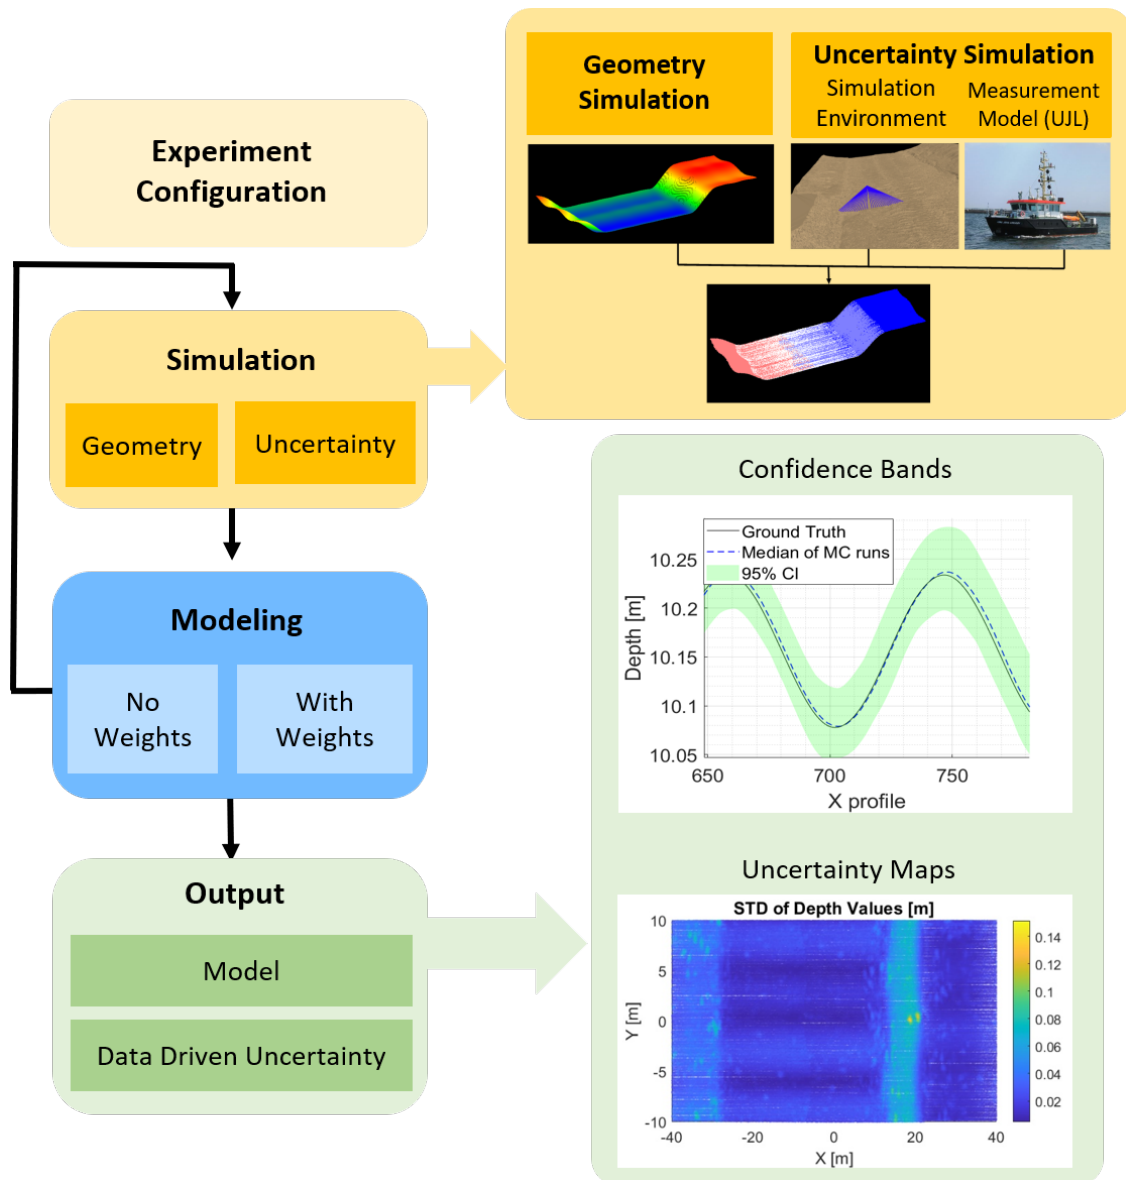 Experiment
Configuration
Simulation
Geometry
Uncertainty
Modeling
No
Weights
With
Weights
Output
Model
Data Driven Uncertainty
Geometry
Simulation
Uncertainty Simulation
Simulation
Environment
Measurement
Model (UJL)
Confidence Bands
Ground Truth
Median of MC runs
95% CI
10.25
10.2
10.15
10.1
10.05
Depth [m]
650
700
750
X profile
Uncertainty Maps
STD of Depth Values [m]
10
5
0
-5
-10
Y [m]
-40
-20
0
20
40
X [m]
0.14
0.12
0.1
0.08
0.06
0.04
0.02